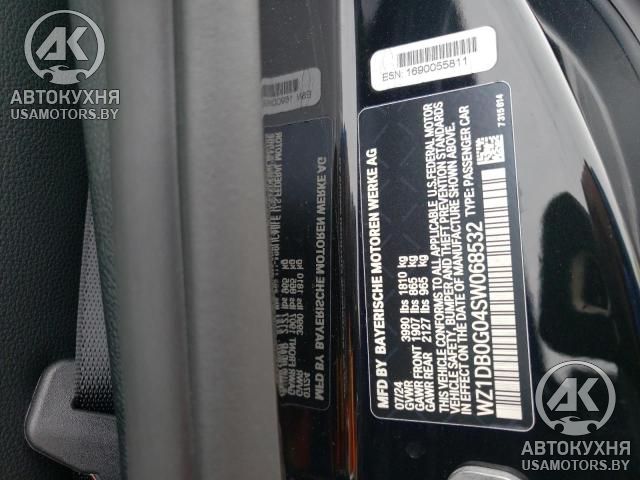 AK
АВТОКУХНЯ
USAMOTORS.BY
ESN: 1690055811
MFD BY BAYERISCHE MOTOREN WERKE AG
07/24
GVWR 3990 lbs 1810 kg
GAWR FRONT 1907 lbs 865 kg
GAWR REAR 2127 lbs 965 kg
THIS VEHICLE CONFORMS TO ALL APPLICABLE U.S.FEDERAL MOTOR
VEHICLE SAFETY, BUMPER AND THEFT PREVENTION STANDARDS
IN EFFECT ON THE DATE OF MANUFACTURE SHOWN ABOVE.
WZ1DB0G04SW068532 TYPE: PASSENGER CAR
7 315 614
AK
АВТОКУХНЯ
USAMOTORS.BY